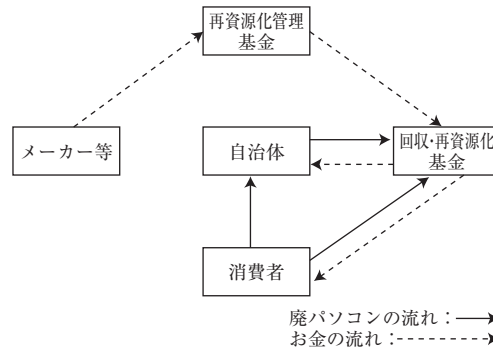 再資源化管理
基金
メーカー等
自治体
回収・再資源化
基金
消費者
廃パソコンの流れ：
お金の流れ：